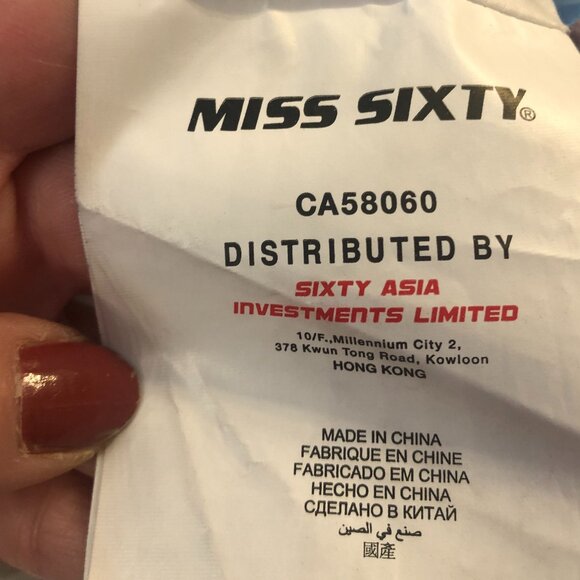 MISS SIXTY®
CA58060
DISTRIBUTED BY
SIXTY ASIA
INVESTMENTS LIMITED
10/F.,Millennium City 2,
378 Kwun Tong Road, Kowloon
HONG KONG
MADE IN CHINA
FABRIQUE EN CHINE
FABRICADO EM CHINA
HECHO EN CHINA
СДЕЛАНО В КИТАЙ
صنع في الصين
國產